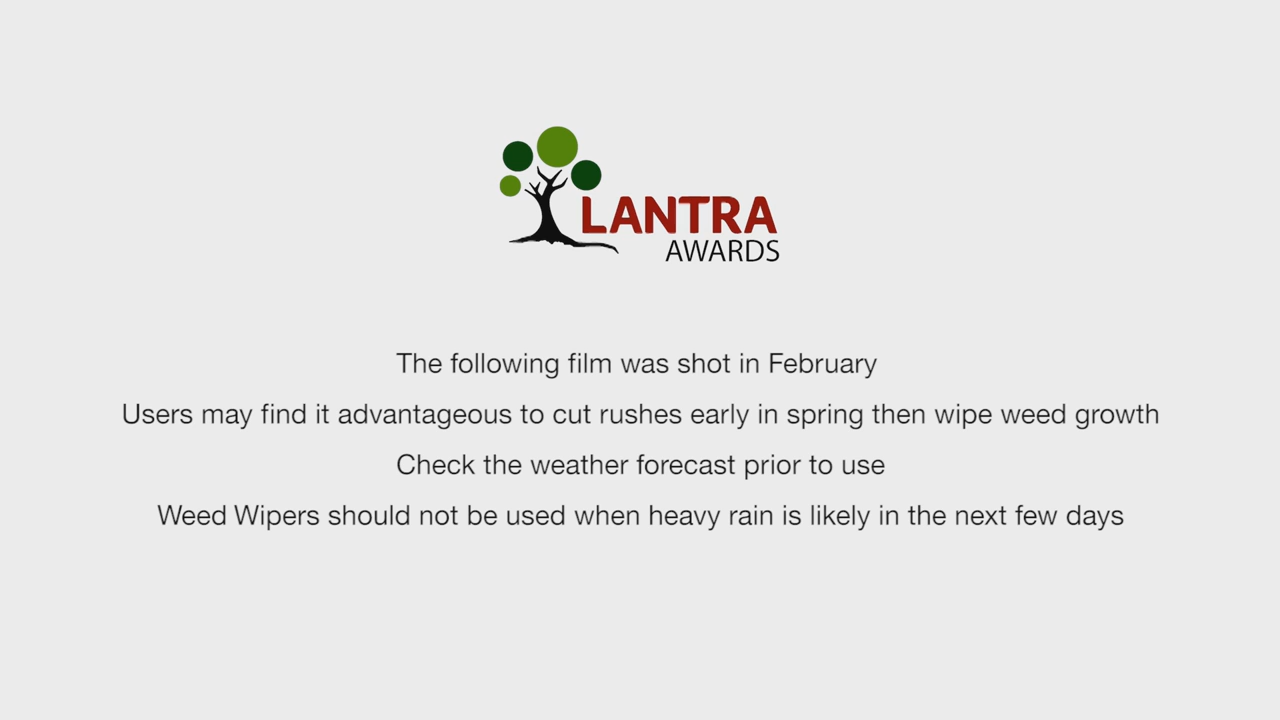 LANTRA
AWARDS
The following film was shot in February
Users may find it advantageous to cut rushes early in spring then wipe weed growth
Check the weather forecast prior to use
Weed Wipers should not be used when heavy rain is likely in the next few days